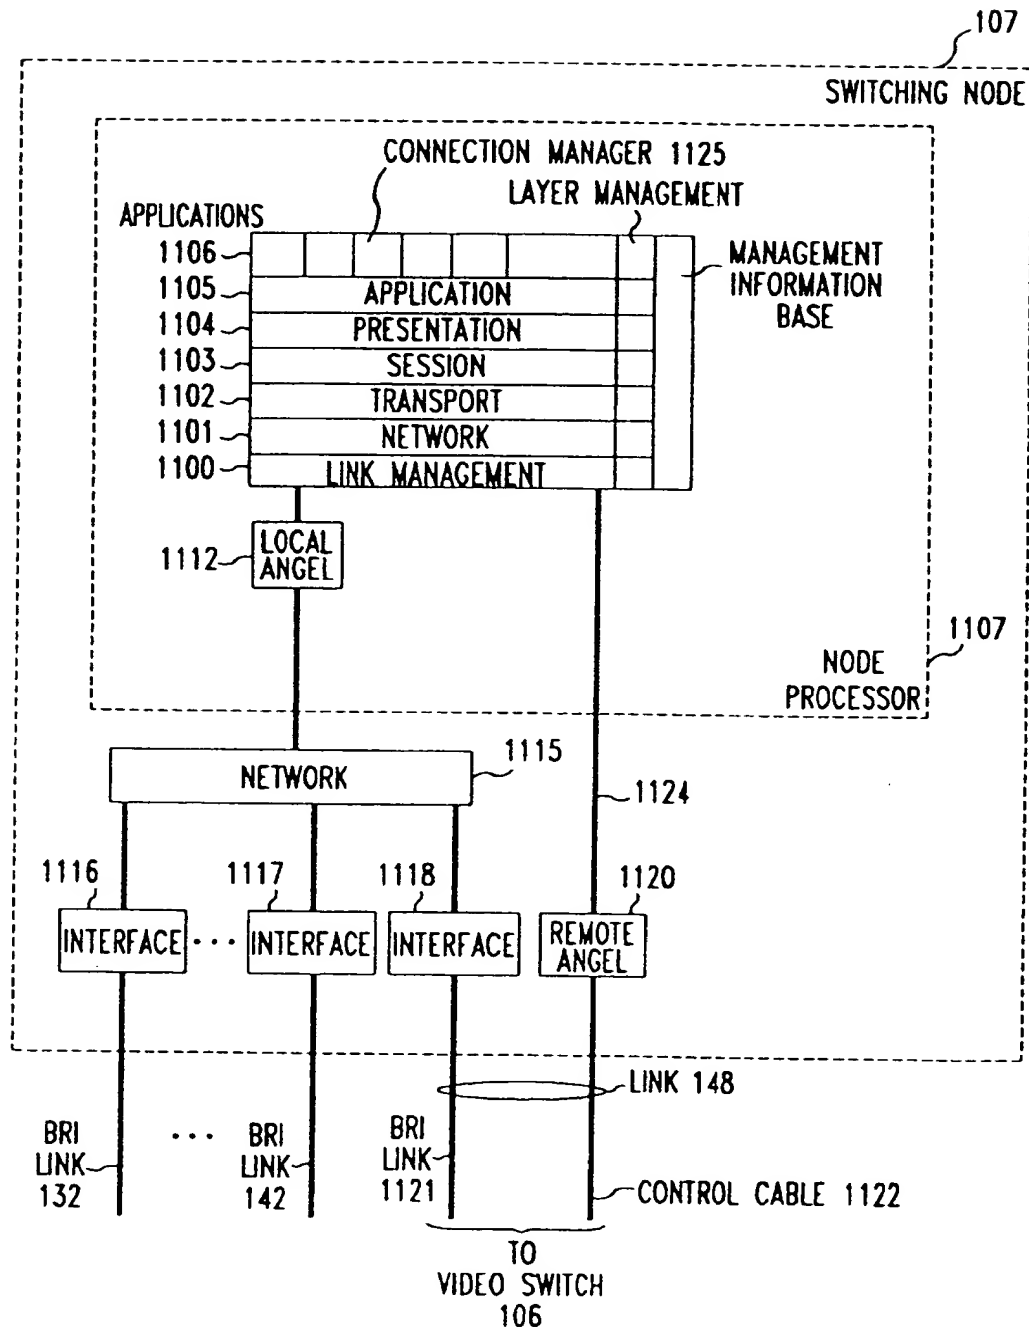 107
SWITCHING NODE
CONNECTION MANAGER 1125
LAYER MANAGEMENT
APPLICATIONS
1106
MANAGEMENT
INFORMATION
BASE
1105
APPLICATION
1104
PRESENTATION
1103
SESSION
1102
TRANSPORT
1101
NETWORK
1100
LINK MANAGEMENT
1112
LOCAL
ANGEL
1107
NODE
PROCESSOR
NETWORK
1115
1124
1116
1117
1118
1120
INTERFACE
...
INTERFACE
INTERFACE
REMOTE
ANGEL
LINK 148
BRI
LINK
132
...
BRI
LINK
142
BRI
LINK
1121
CONTROL CABLE 1122
TO
VIDEO SWITCH
106